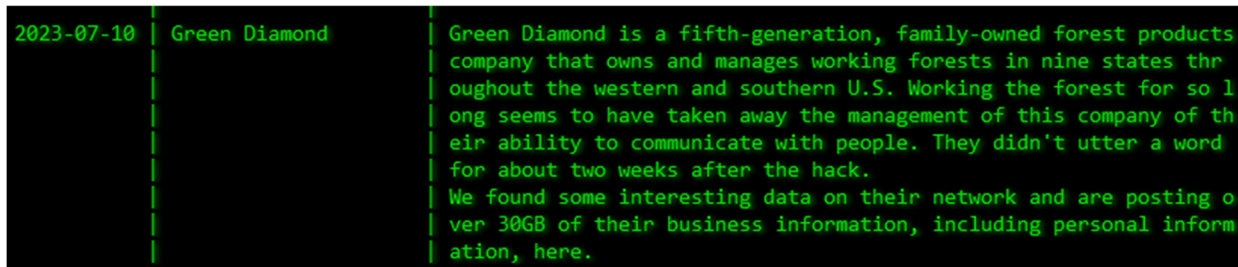 2023-07-10 | Green Diamond | Green Diamond is a fifth-generation, family-owned forest products
| | company that owns and manages working forests in nine states thr
| | oughout the western and southern U.S. Working the forest for so l
| | ong seems to have taken away the management of this company of th
| | eir ability to communicate with people. They didn't utter a word
| | for about two weeks after the hack.
| | We found some interesting data on their network and are posting o
| | ver 30GB of their business information, including personal inform
| | ation, here.